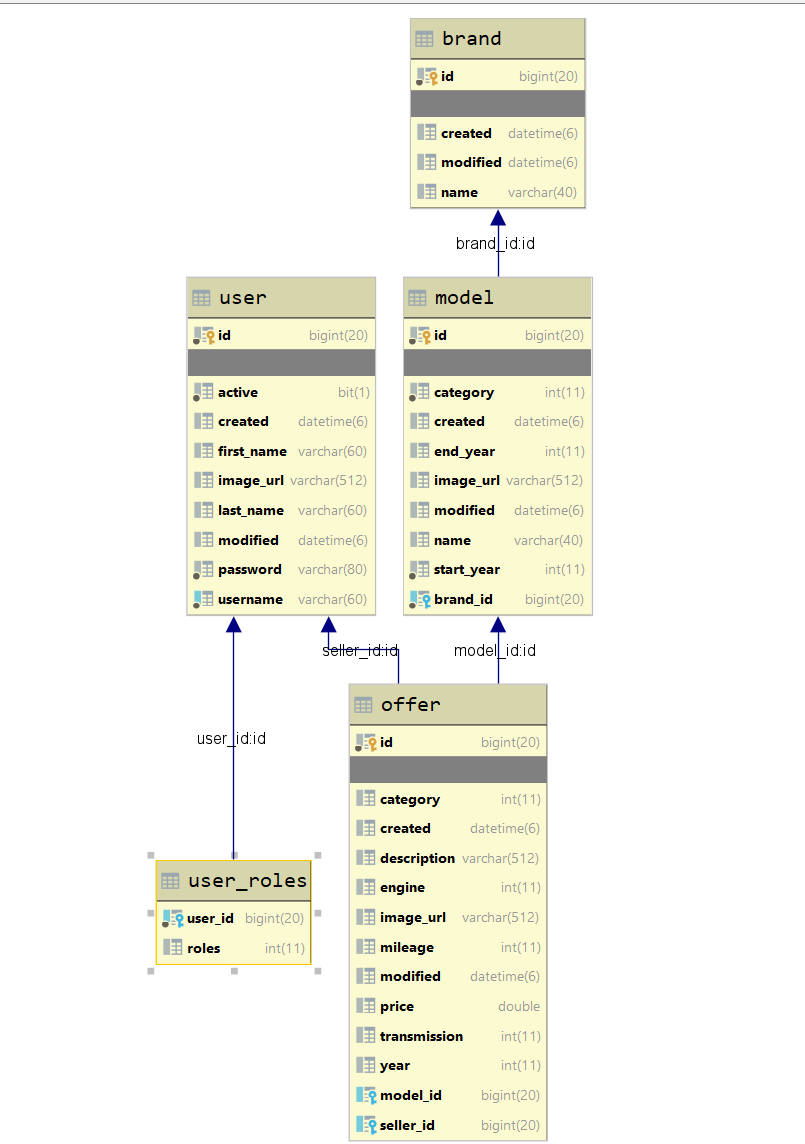 brand
id bigint(20)
created datetime(6)
modified datetime(6)
name varchar(40)
brand_id:id
user
id bigint(20)
active bit(1)
created datetime(6)
first_name varchar(60)
image_url varchar(512)
last_name varchar(60)
modified datetime(6)
password varchar(80)
username varchar(60)
model
id bigint(20)
category int(11)
created datetime(6)
end_year int(11)
image_url varchar(512)
modified datetime(6)
name varchar(40)
start_year int(11)
brand_id bigint(20)
seller_id:id
model_id:id
user_id:id
offer
id bigint(20)
category int(11)
created datetime(6)
description varchar(512)
engine int(11)
image_url varchar(512)
mileage int(11)
modified datetime(6)
price double
transmission int(11)
year int(11)
model_id bigint(20)
seller_id bigint(20)
user_roles
user_id bigint(20)
roles int(11)